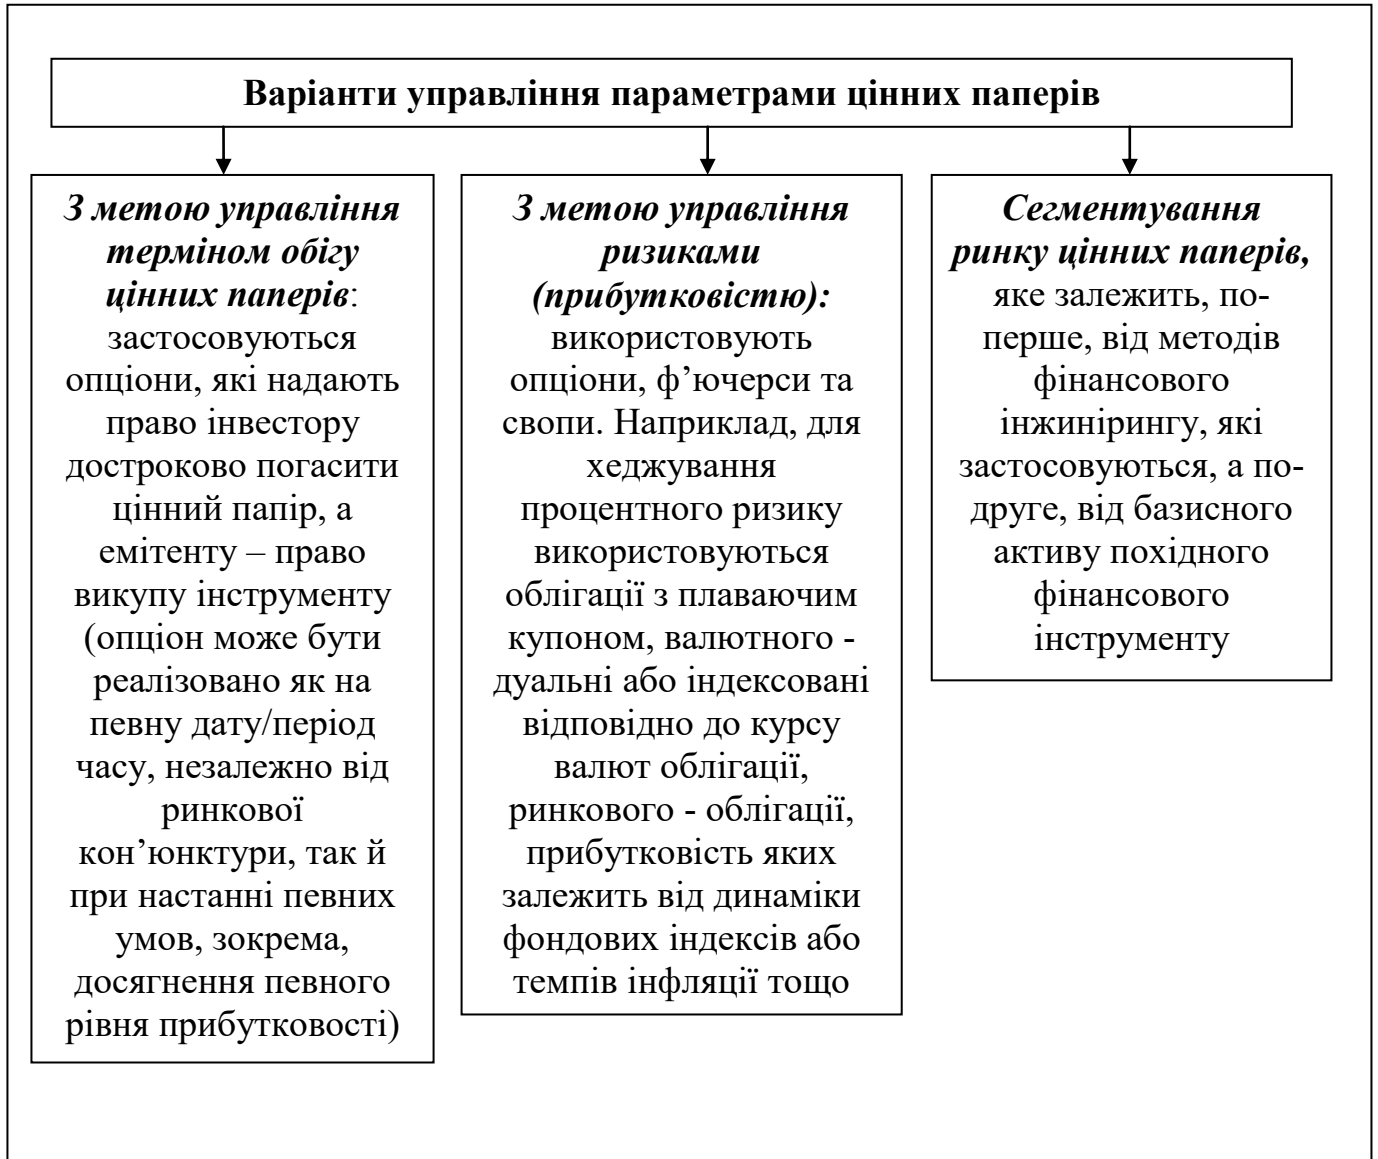 Варіанти управління параметрами цінних паперів
З метою управління
терміном обігу
цінних паперів:
застосовуються
опціони, які надають
право інвестору
достроково погасити
цінний папір, а
емітенту – право
викупу інструменту
(опціон може бути
реалізовано як на
певну дату/період
часу, незалежно від
ринкової
кон’юнктури, так й
при настанні певних
умов, зокрема,
досягнення певного
рівня прибутковості)
З метою управління
ризиками
(прибутковістю):
використовують
опціони, ф’ючерси та
свопи. Наприклад, для
хеджування
процентного ризику
використовуються
облігації з плаваючим
купоном, валютного -
дуальні або індексовані
відповідно до курсу
валют облігації,
ринкового - облігації,
прибутковість яких
залежить від динаміки
фондових індексів або
темпів інфляції тощо
Сегментування
ринку цінних паперів,
яке залежить, по-
перше, від методів
фінансового
інжинірингу, які
застосовуються, а по-
друге, від базисного
активу похідного
фінансового
інструменту